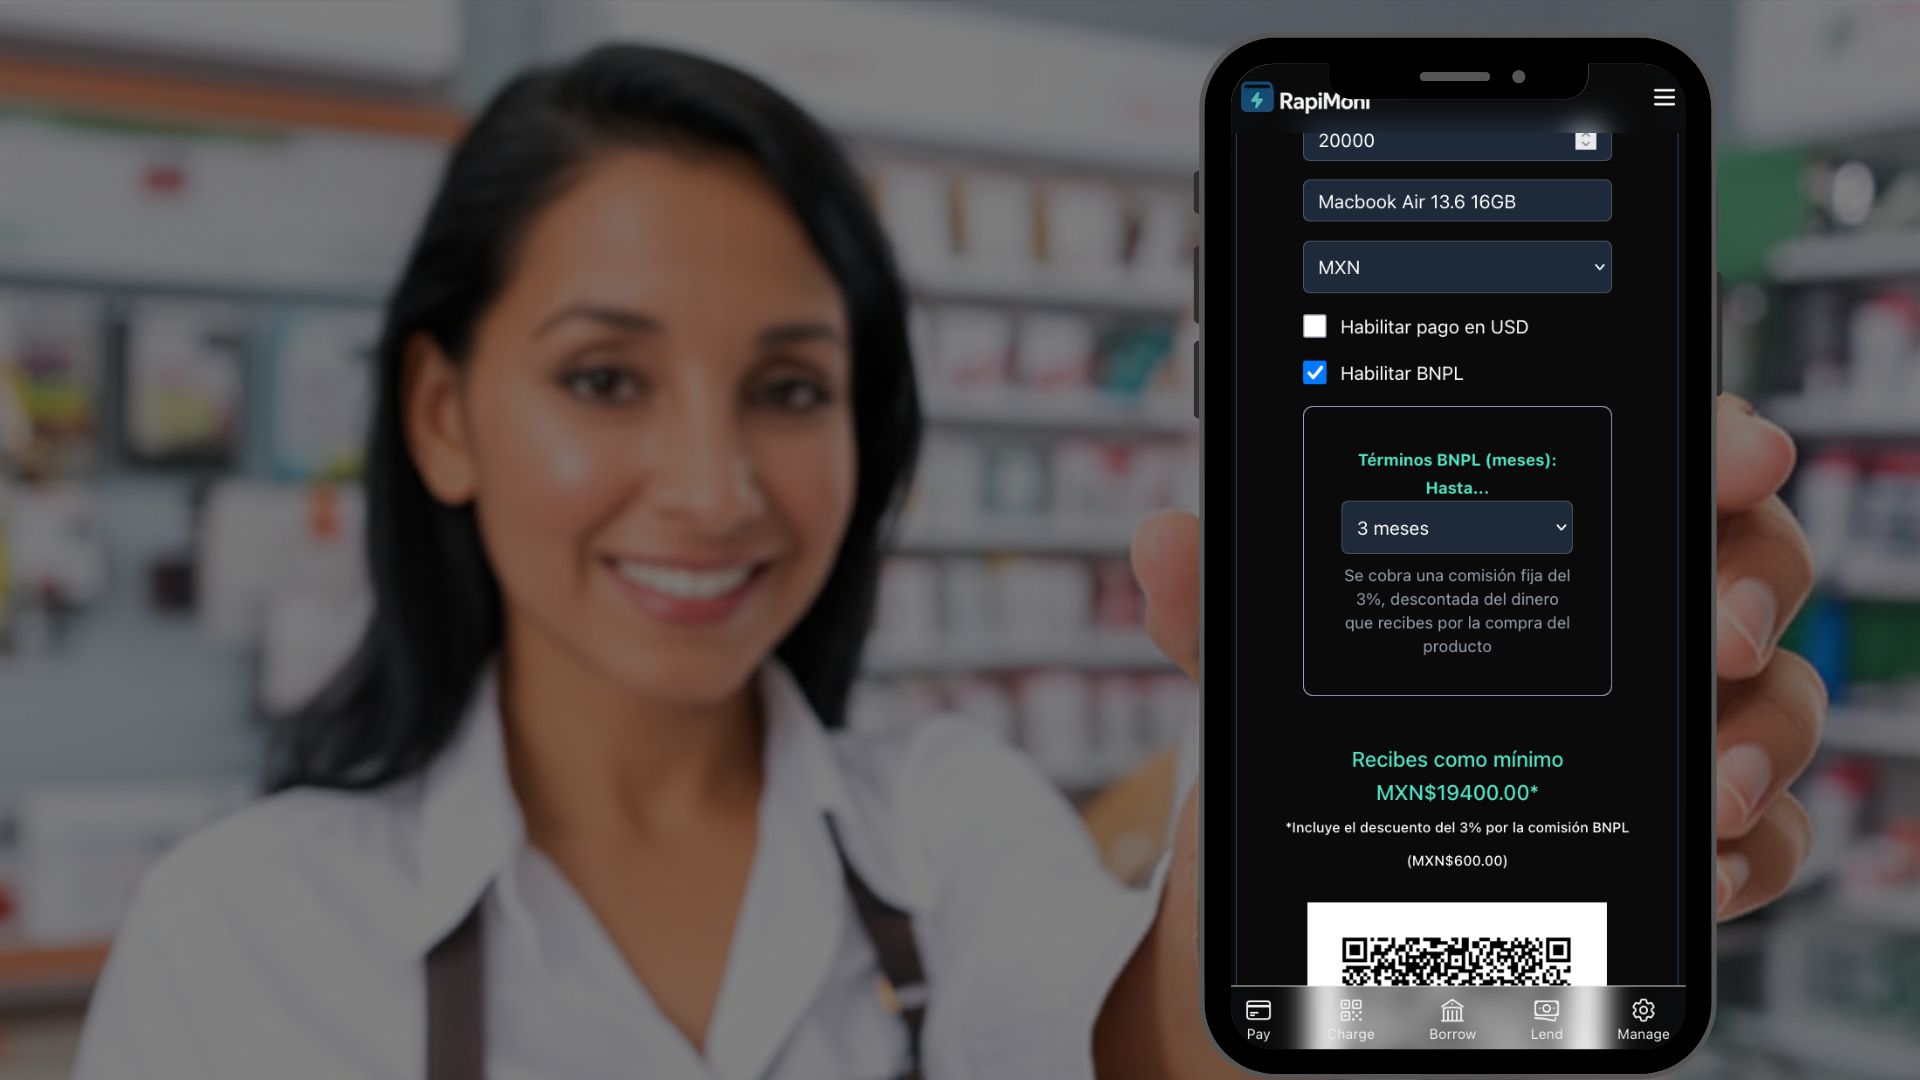 RapiMoni
20000
Macbook Air 13.6 16GB
MXN
Habilitar pago en USD
Habilitar BNPL
Términos BNPL (meses):
Hasta...
3 meses
Se cobra una comisión fija del
3%, descontada del dinero
que recibes por la compra del
producto
Recibes como mínimo
MXN$19400.00*
*Incluye el descuento del 3% por la comisión BNPL
(MXN$600.00)
Pay Charge Borrow Lend Manage